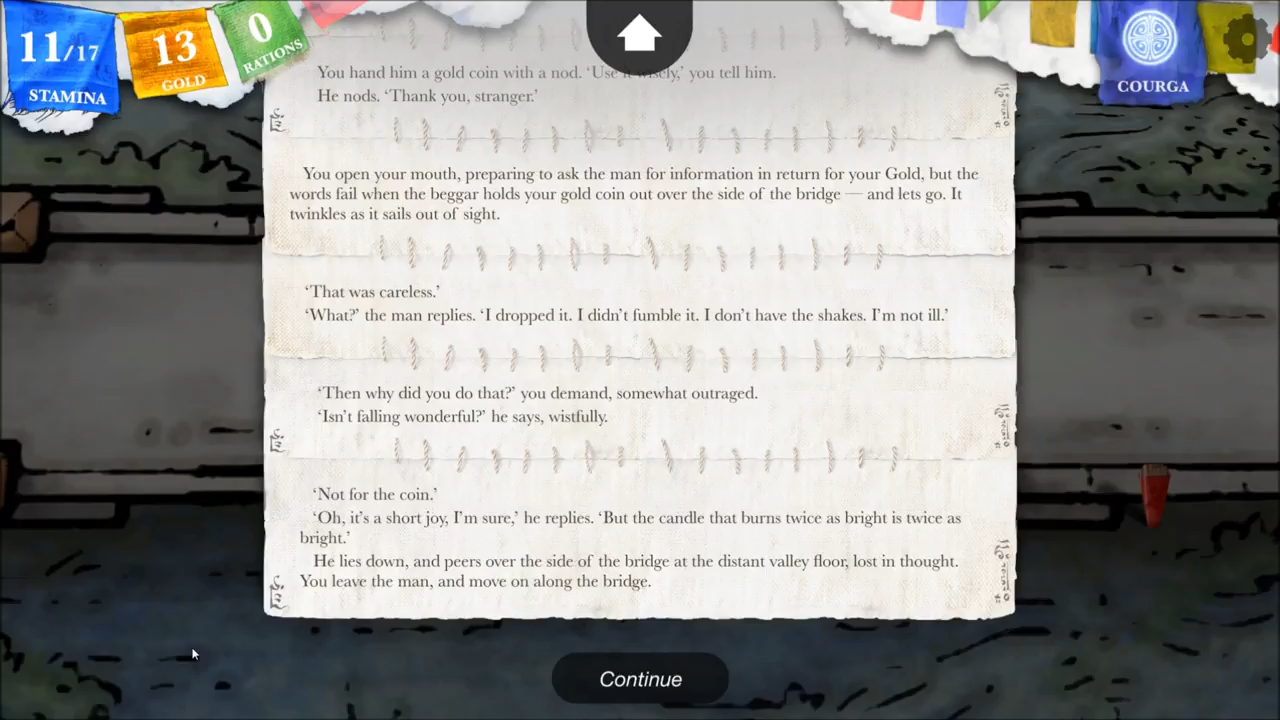 11/17
STAMINA
13
GOLD
0
RATIONS
COURGA
You hand him a gold coin with a nod. ‘Use it wisely,’ you tell him.
He nods. ‘Thank you, stranger.’
You open your mouth, preparing to ask the man for information in return for your Gold, but the
words fail when the beggar holds your gold coin out over the side of the bridge — and lets go. It
twinkles as it sails out of sight.
‘That was careless.’
‘What?’ the man replies. ‘I dropped it. I didn’t fumble it. I don’t have the shakes. I’m not ill.’
‘Then why did you do that?’ you demand, somewhat outraged.
‘Isn’t falling wonderful?’ he says, wistfully.
‘Not for the coin.’
‘Oh, it’s a short joy, I’m sure,’ he replies. ‘But the candle that burns twice as bright is twice as
bright.’
He lies down, and peers over the side of the bridge at the distant valley floor, lost in thought.
You leave the man, and move on along the bridge.
Continue